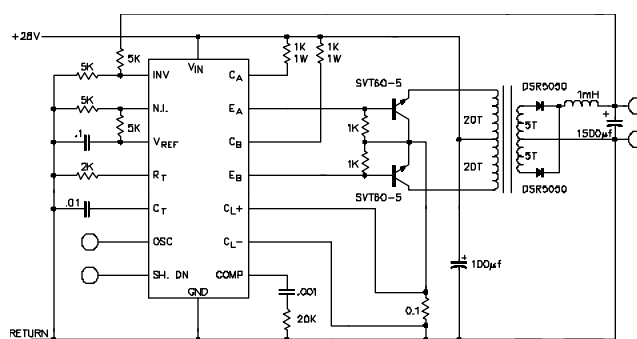 +28V
5K
5K
INV
VIN
CA
1K
1W
1K
1W
SVT60-5
DSR5050
1mH
+
1500µf
5K
N.I.
EA
20T
5T
.1
5K
VREF
CB
1K
2K
RT
EB
1K
20T
5T
DSR5050
SVT60-5
.01
CT
CL+
OSC
CL-
+
100µf
SH. DN
COMP
.001
GND
20K
0.1
RETURN